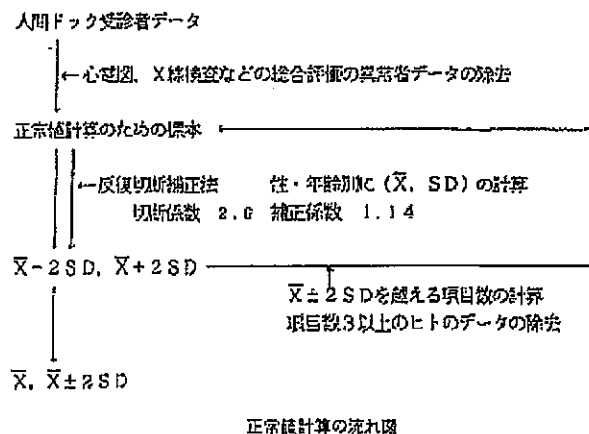 人間ドック受診者データ
←心電図、X線検査などの総合評価の異常者データの除去
正常値計算のための標本
←反復切断補正法 性・年齢別に（X̄，SD）の計算
切断係数 2.0 補正係数 1.14
X̄−2SD，X̄＋2SD
X̄±2SDを越える項目数の計算
項目数3以上のヒトのデータの除去
X̄，X̄±2SD
正常値計算の流れ図